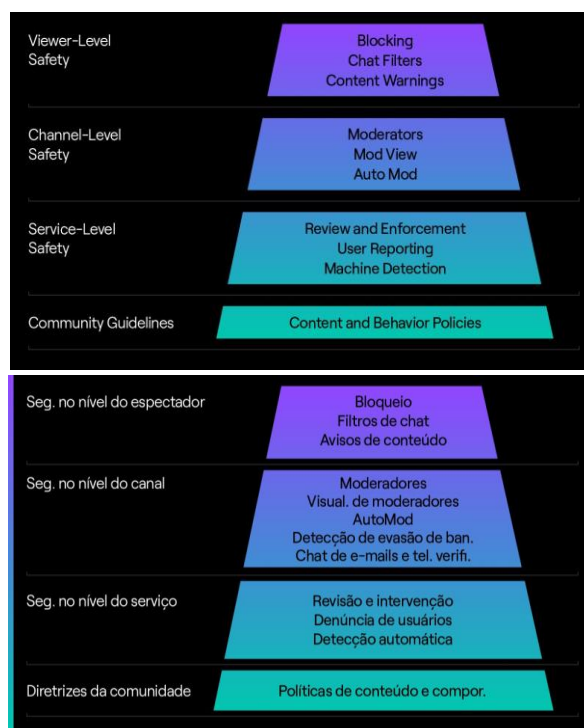 Viewer-Level
Safety
Blocking
Chat Filters
Content Warnings
Channel-Level
Safety
Moderators
Mod View
Auto Mod
Service-Level
Safety
Review and Enforcement
User Reporting
Machine Detection
Community Guidelines
Content and Behavior Policies
Seg. no nível do espectador
Bloqueio
Filtros de chat
Avisos de conteúdo
Seg. no nível do canal
Moderadores
Visual. de moderadores
AutoMod
Detecção de evasão de ban.
Chat de e-mails e tel. verifi.
Seg. no nível do serviço
Revisão e intervenção
Denúncia de usuários
Detecção automática
Diretrizes da comunidade
Políticas de conteúdo e compor.